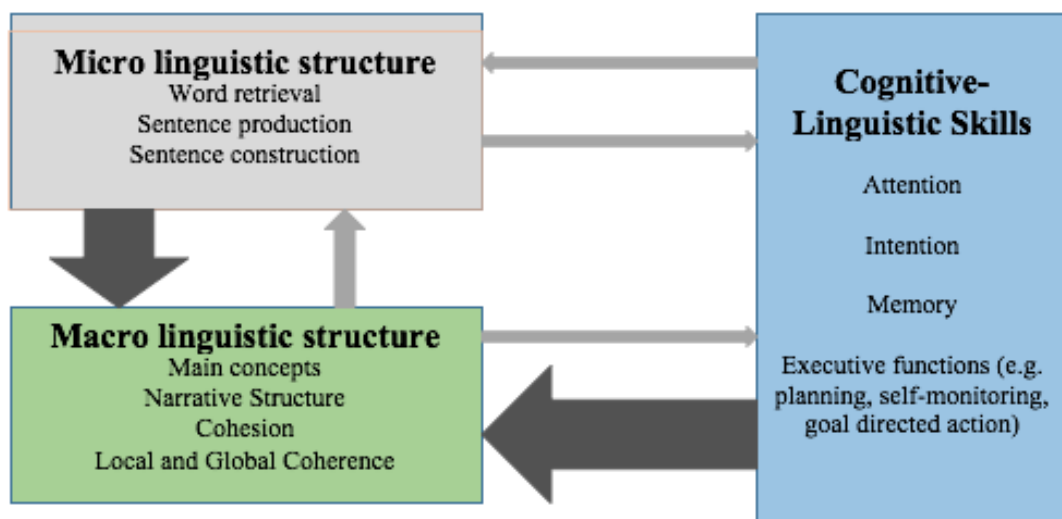 Micro linguistic structure
Word retrieval
Sentence production
Sentence construction
Macro linguistic structure
Main concepts
Narrative Structure
Cohesion
Local and Global Coherence
Cognitive-
Linguistic Skills
Attention
Intention
Memory
Executive functions (e.g.
planning, self-monitoring,
goal directed action)